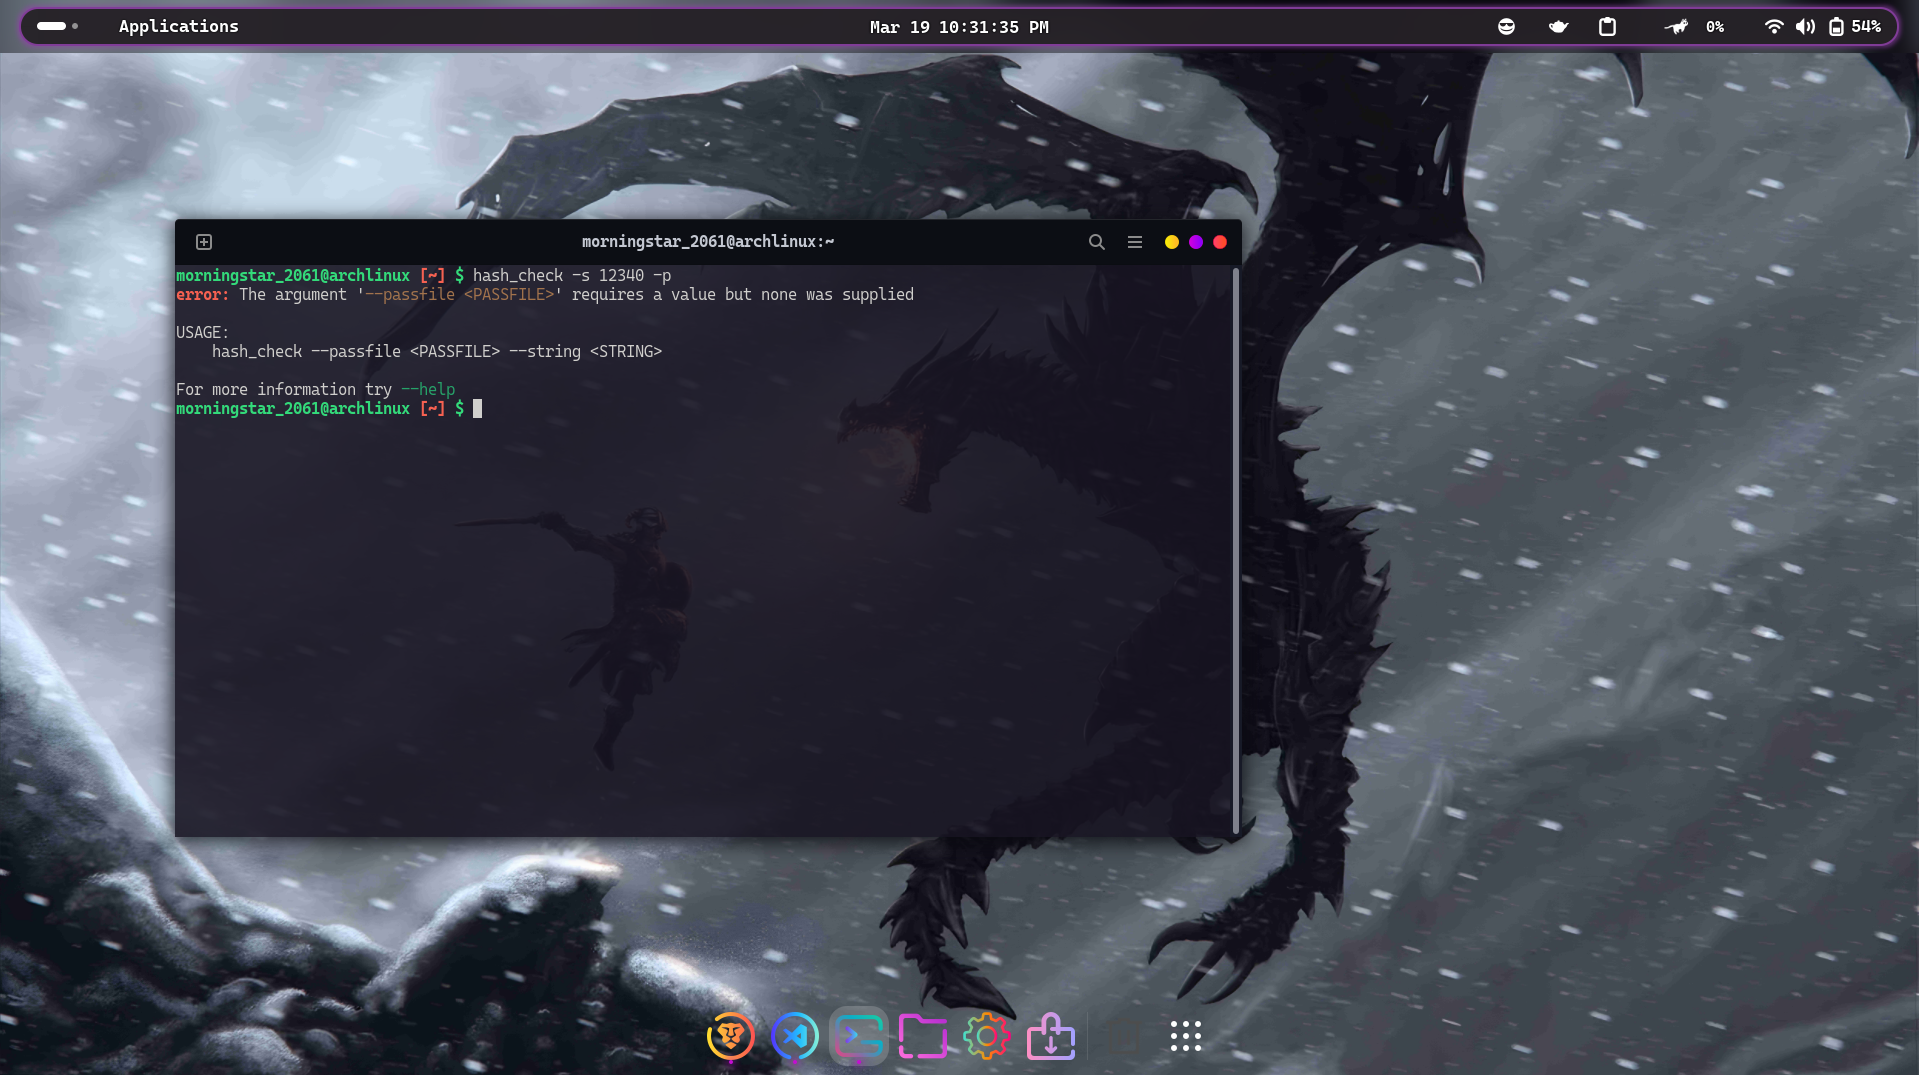 Applications
Mar 19 10:31:35 PM
0%
54%
morningstar_2061@archlinux:~
morningstar_2061@archlinux [~] $ hash_check -s 12340 -p
error: The argument '--passfile <PASSFILE>' requires a value but none was supplied
USAGE:
hash_check --passfile <PASSFILE> --string <STRING>
For more information try --help
morningstar_2061@archlinux [~] $